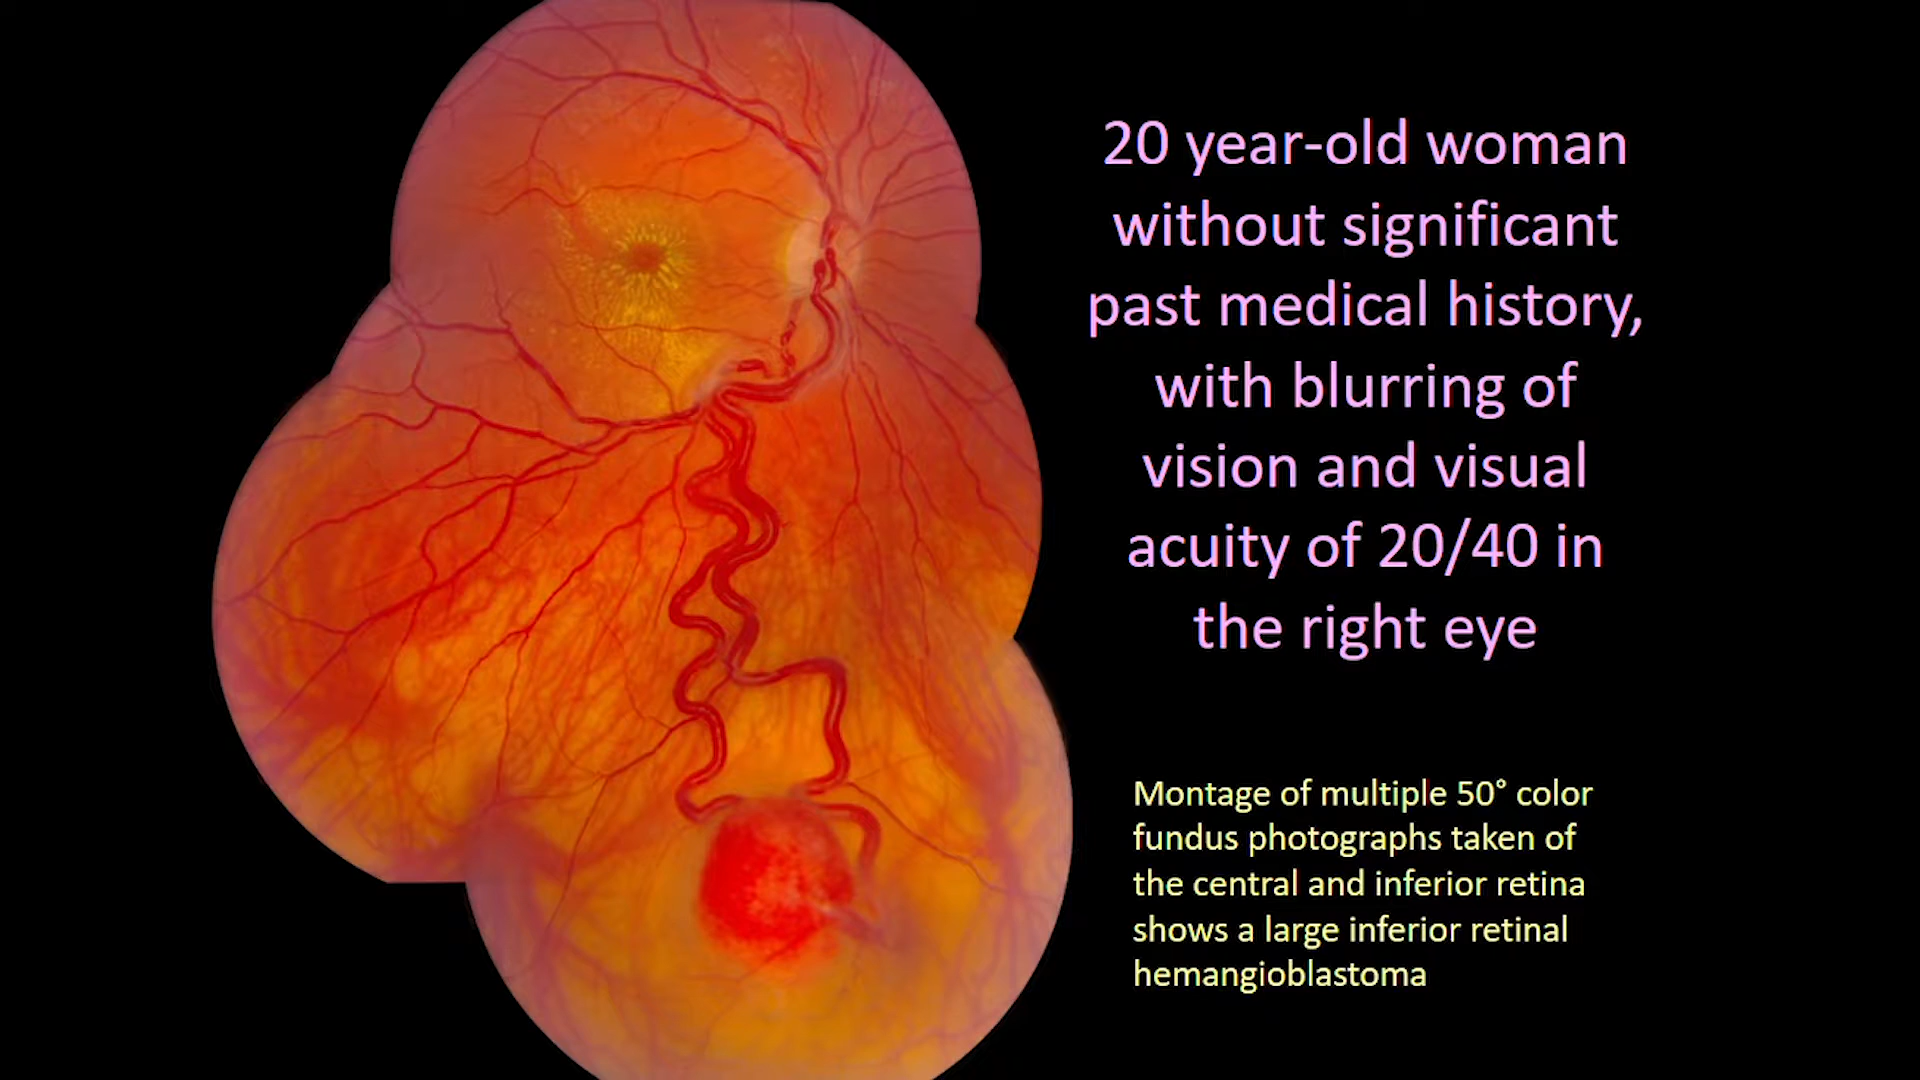 20 year-old woman
without significant
past medical history,
with blurring of
vision and visual
acuity of 20/40 in
the right eye
Montage of multiple 50° color
fundus photographs taken of
the central and inferior retina
shows a large inferior retinal
hemangioblastoma